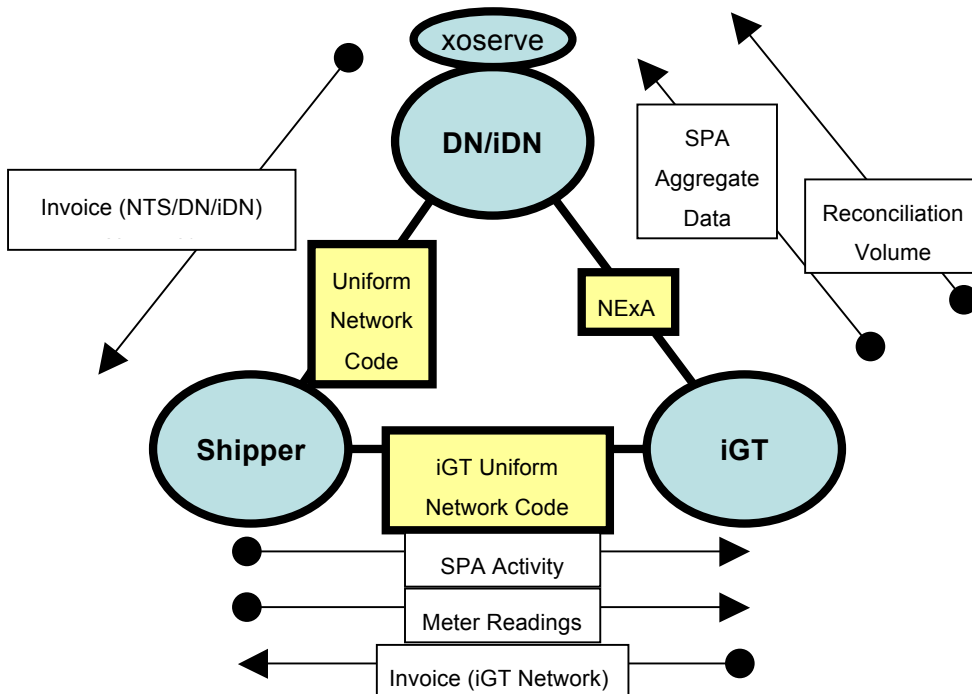 xoserve
DN/iDN
SPA
Aggregate
Data
Invoice (NTS/DN/iDN)
Reconciliation
Volume
Uniform
Network
Code
NExA
Shipper
iGT Uniform
Network Code
iGT
SPA Activity
Meter Readings
Invoice (iGT Network)